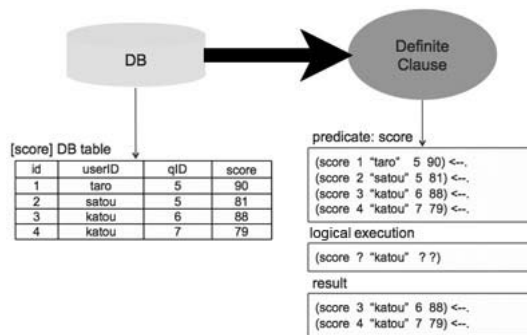 DB
Definite
Clause
[score] DB table
id userID qID score
1 taro 5 90
2 satou 5 81
3 katou 6 88
4 katou 7 79
predicate: score
(score 1 “taro” 5 90) <--.
(score 2 “satou” 5 81) <--.
(score 3 “katou” 6 88) <--.
(score 4 “katou” 7 79) <--.
logical execution
(score ? “katou” ? ?)
result
(score 3 “katou” 6 88) <--.
(score 4 “katou” 7 79) <--.